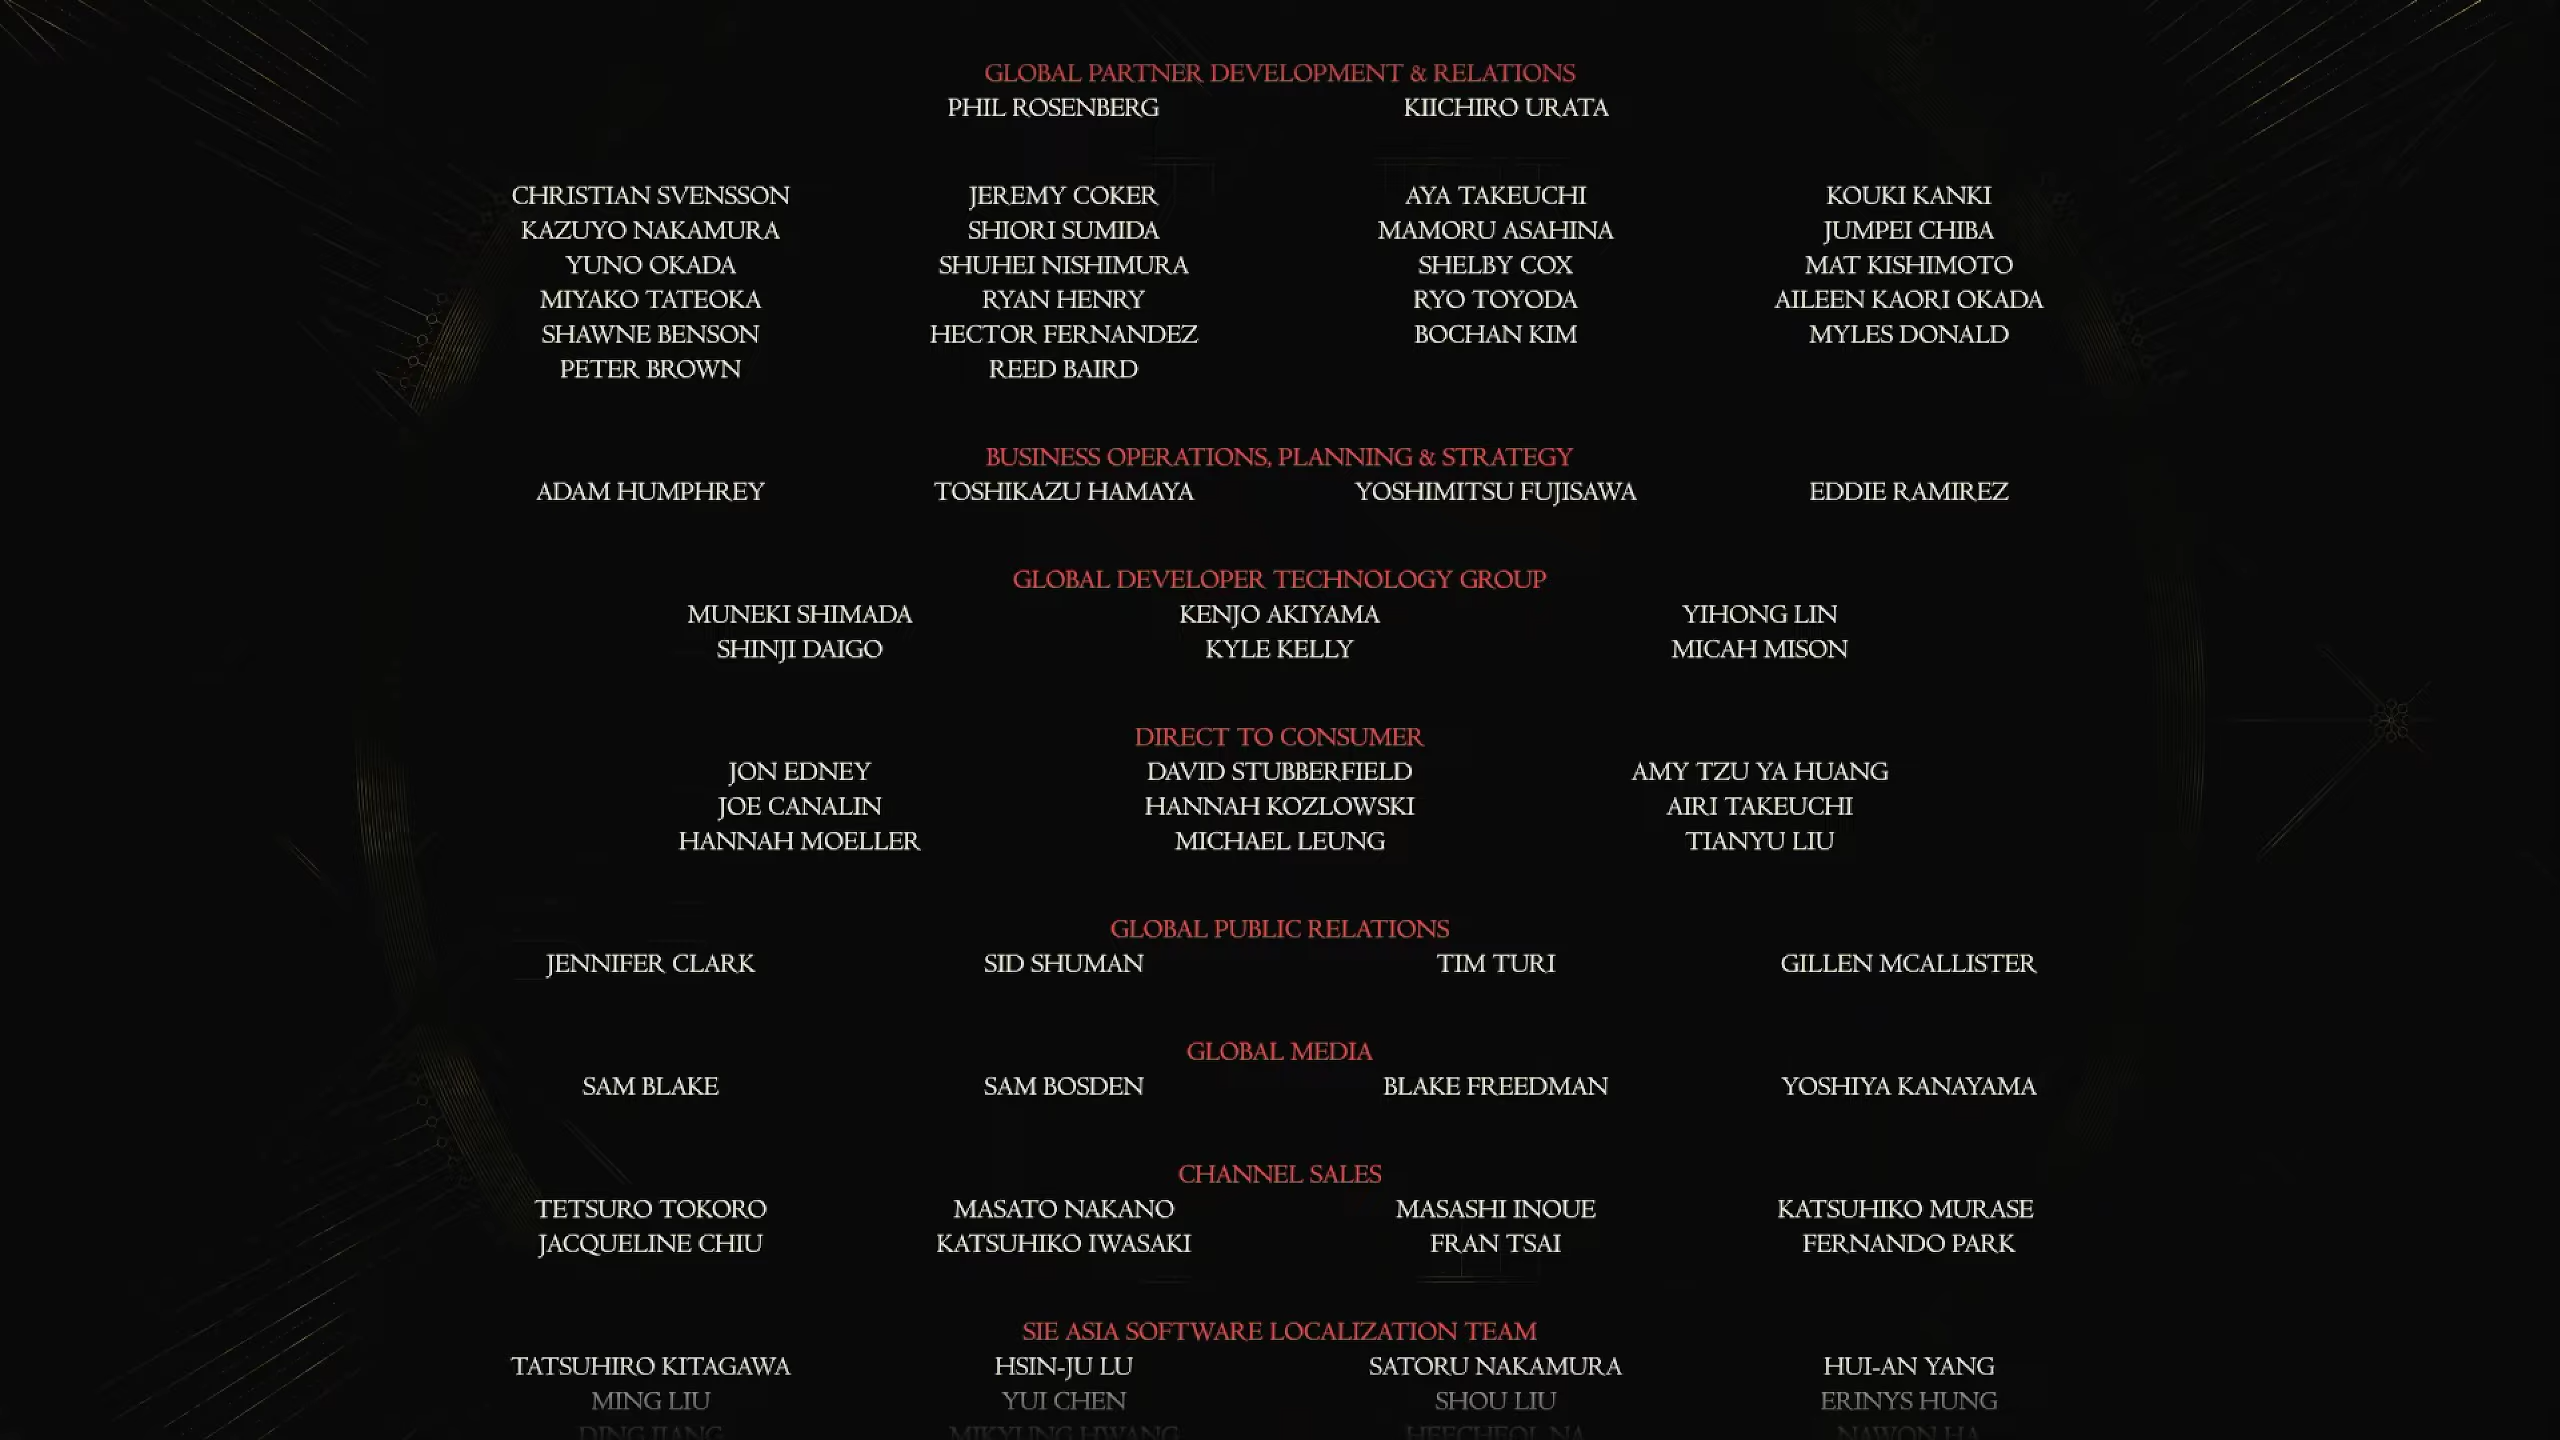 GLOBAL PARTNER DEVELOPMENT & RELATIONS
PHIL ROSENBERG KIICHIRO URATA
CHRISTIAN SVENSSON JEREMY COKER AYA TAKEUCHI KOUKI KANKI
KAZUYO NAKAMURA SHIORI SUMIDA MAMORU ASAHINA JUMPEI CHIBA
YUNO OKADA SHUHEI NISHIMURA SHELBY COX MAT KISHIMOTO
MIYAKO TATEOKA RYAN HENRY RYO TOYODA AILEEN KAORI OKADA
SHAWNE BENSON HECTOR FERNANDEZ BOCHAN KIM MYLES DONALD
PETER BROWN REED BAIRD
BUSINESS OPERATIONS, PLANNING & STRATEGY
ADAM HUMPHREY TOSHIKAZU HAMAYA YOSHIMITSU FUJISAWA EDDIE RAMIREZ
GLOBAL DEVELOPER TECHNOLOGY GROUP
MUNEKI SHIMADA KENJO AKIYAMA YIHONG LIN
SHINJI DAIGO KYLE KELLY MICAH MISON
DIRECT TO CONSUMER
JON EDNEY DAVID STUBBERFIELD AMY TZU YA HUANG
JOE CANALIN HANNAH KOZLOWSKI AIRI TAKEUCHI
HANNAH MOELLER MICHAEL LEUNG TIANYU LIU
GLOBAL PUBLIC RELATIONS
JENNIFER CLARK SID SHUMAN TIM TURI GILLEN MCALLISTER
GLOBAL MEDIA
SAM BLAKE SAM BOSDEN BLAKE FREEDMAN YOSHIYA KANAYAMA
CHANNEL SALES
TETSURO TOKORO MASATO NAKANO MASASHI INOUE KATSUHIKO MURASE
JACQUELINE CHIU KATSUHIKO IWASAKI FRAN TSAI FERNANDO PARK
SIE ASIA SOFTWARE LOCALIZATION TEAM
TATSUHIRO KITAGAWA HSIN-JU LU SATORU NAKAMURA HUI-AN YANG
MING LIU YUI CHEN SHOU LIU ERINYS HUNG
DING JIANG MIKYUNG HWANG HEECHEOL NA NAWON HA